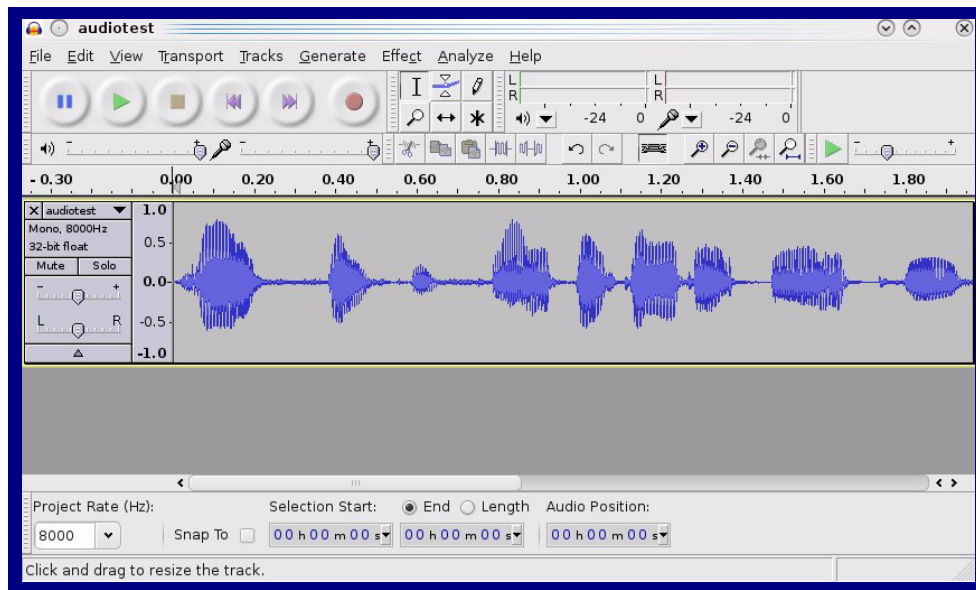 audiotest
File Edit View Transport Tracks Generate Effect Analyze Help
L
R
L
R
-24 0 -24 0
- 0.30 0.00 0.20 0.40 0.60 0.80 1.00 1.20 1.40 1.60 1.80
X audiotest
1.0
Mono, 8000Hz
32-bit float
0.5
Mute Solo
- +
0.0
L R
-0.5
-1.0
Project Rate (Hz): Selection Start: End Length Audio Position:
8000 Snap To 00 h 00 m 00 s 00 h 00 m 00 s 00 h 00 m 00 s
Click and drag to resize the track.